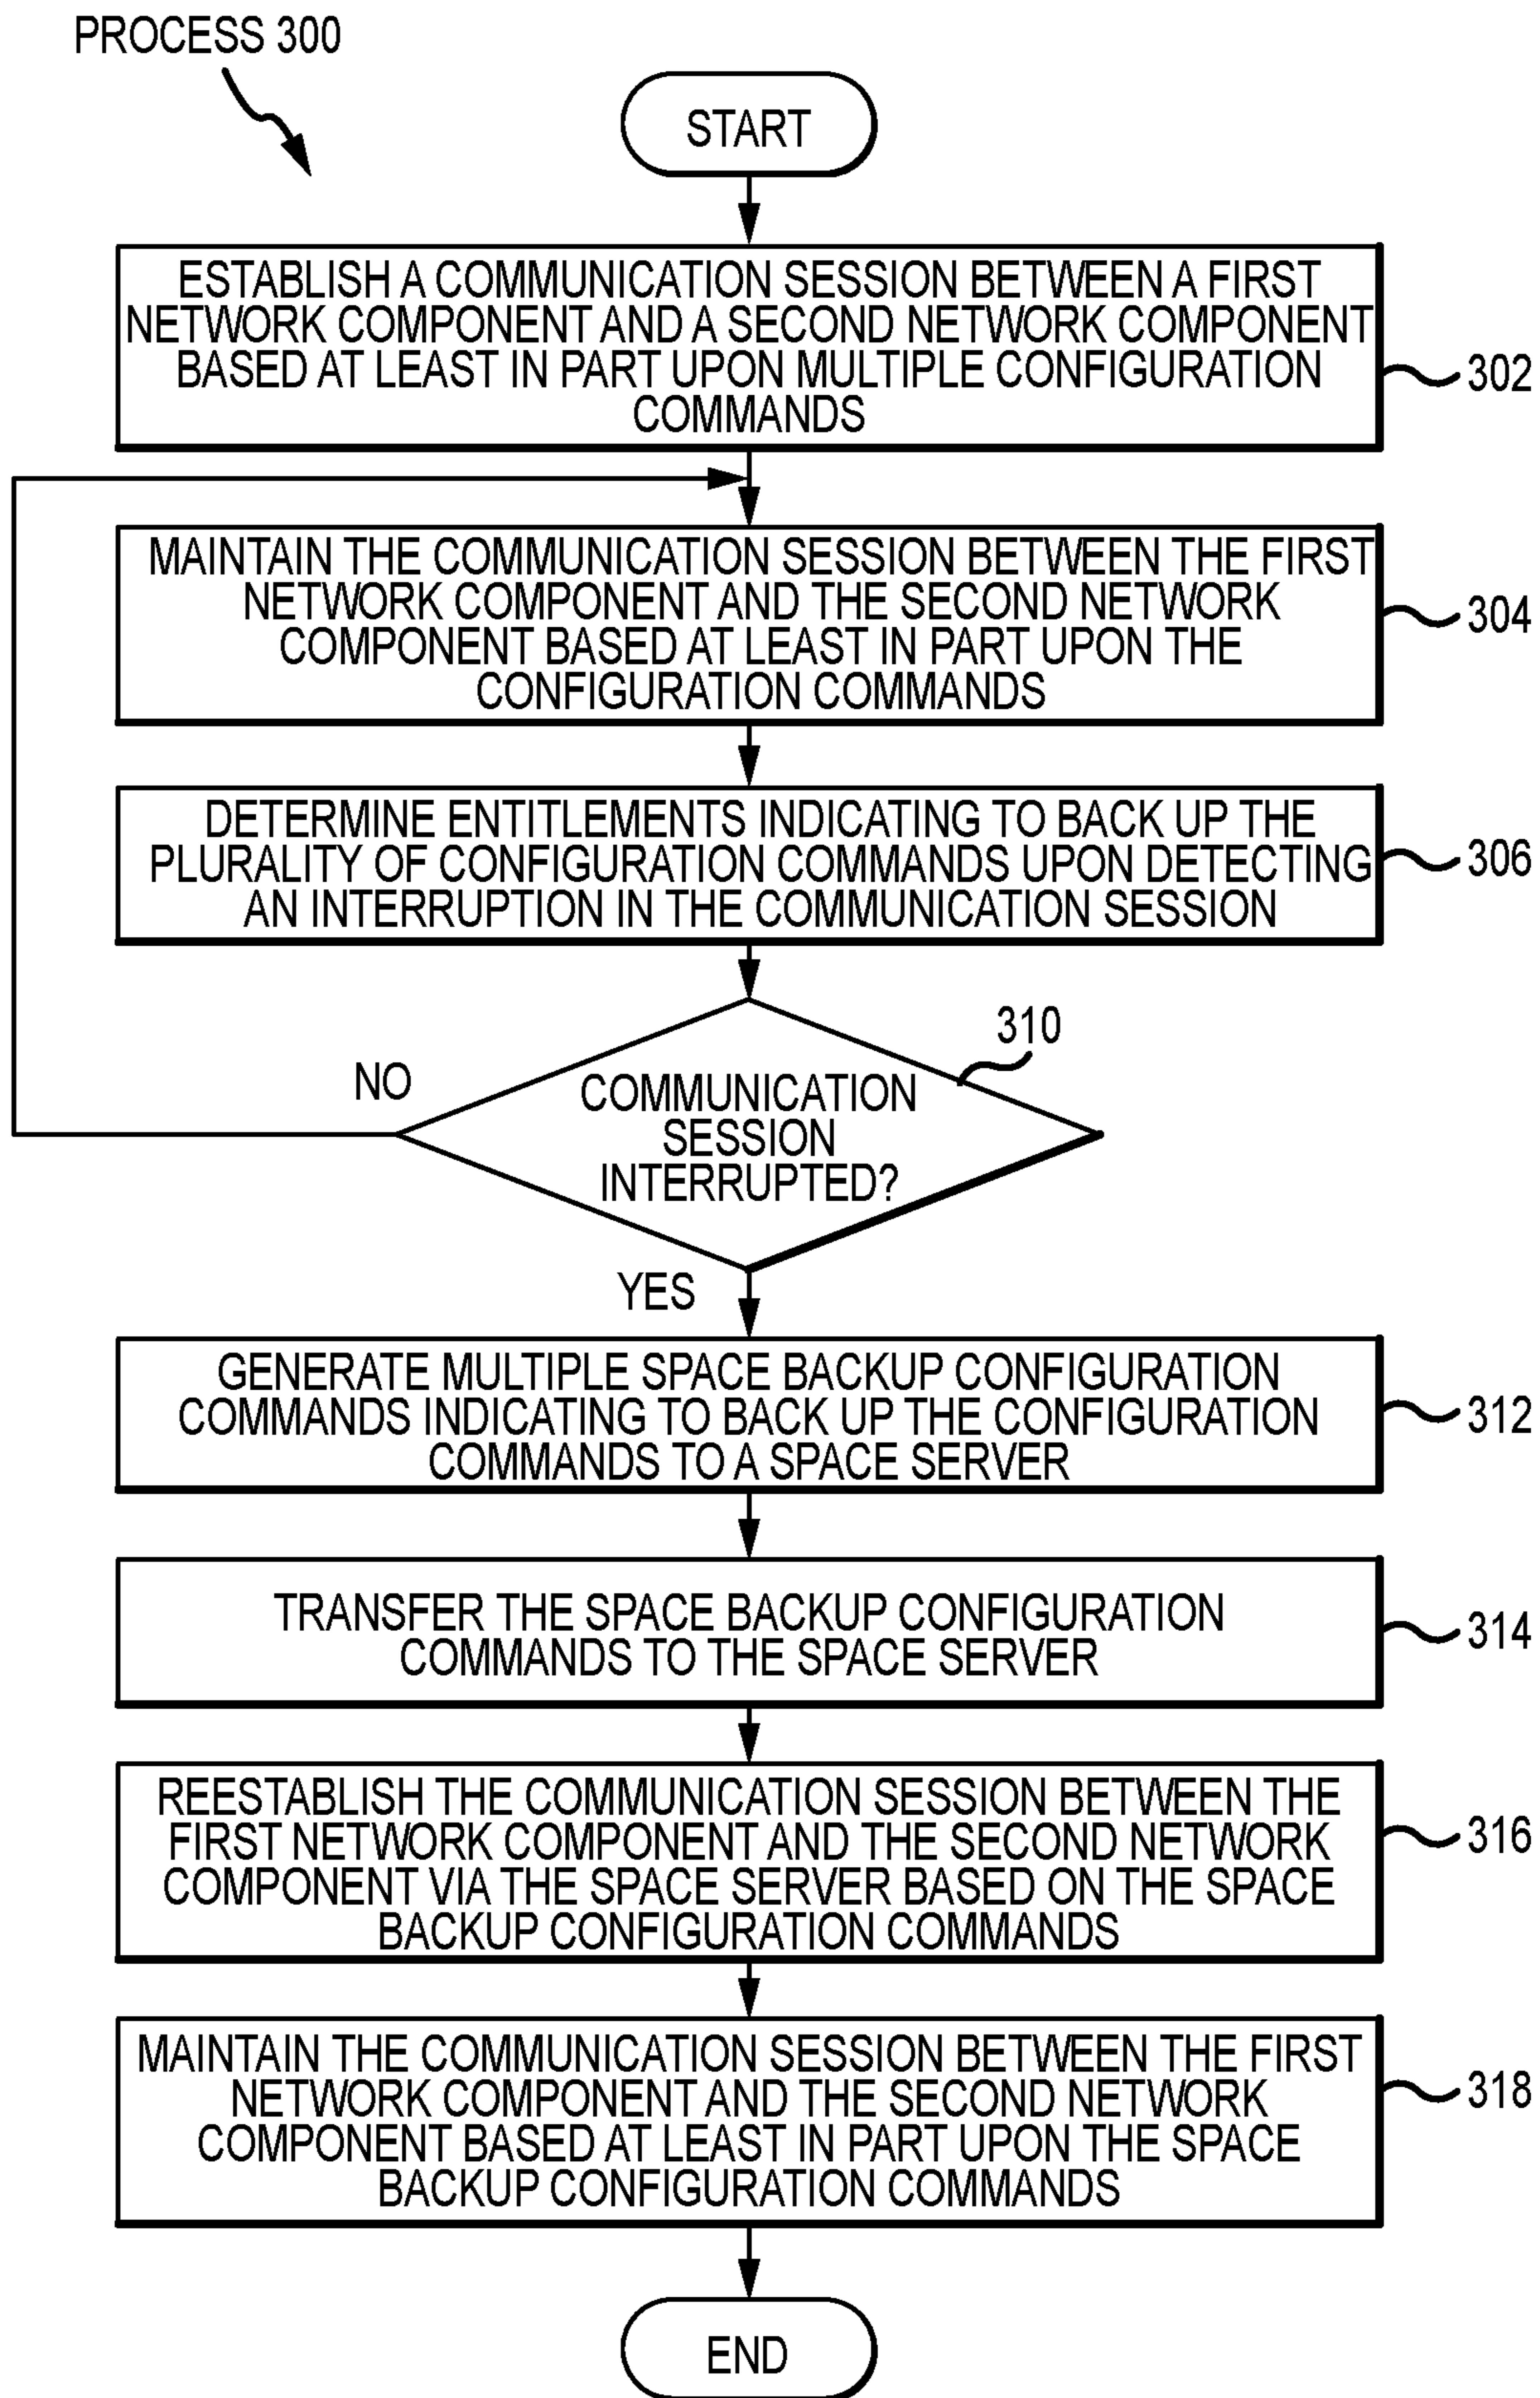 PROCESS 300
START
ESTABLISH A COMMUNICATION SESSION BETWEEN A FIRST
NETWORK COMPONENT AND A SECOND NETWORK COMPONENT
BASED AT LEAST IN PART UPON MULTIPLE CONFIGURATION
COMMANDS
302
MAINTAIN THE COMMUNICATION SESSION BETWEEN THE FIRST
NETWORK COMPONENT AND THE SECOND NETWORK
COMPONENT BASED AT LEAST IN PART UPON THE
CONFIGURATION COMMANDS
304
DETERMINE ENTITLEMENTS INDICATING TO BACK UP THE
PLURALITY OF CONFIGURATION COMMANDS UPON DETECTING
AN INTERRUPTION IN THE COMMUNICATION SESSION
306
310
NO
COMMUNICATION
SESSION
INTERRUPTED?
YES
GENERATE MULTIPLE SPACE BACKUP CONFIGURATION
COMMANDS INDICATING TO BACK UP THE CONFIGURATION
COMMANDS TO A SPACE SERVER
312
TRANSFER THE SPACE BACKUP CONFIGURATION
COMMANDS TO THE SPACE SERVER
314
REESTABLISH THE COMMUNICATION SESSION BETWEEN THE
FIRST NETWORK COMPONENT AND THE SECOND NETWORK
COMPONENT VIA THE SPACE SERVER BASED ON THE SPACE
BACKUP CONFIGURATION COMMANDS
316
MAINTAIN THE COMMUNICATION SESSION BETWEEN THE FIRST
NETWORK COMPONENT AND THE SECOND NETWORK
COMPONENT BASED AT LEAST IN PART UPON THE SPACE
BACKUP CONFIGURATION COMMANDS
318
END